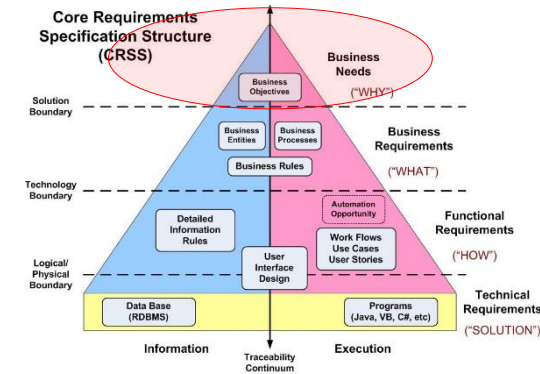 Core Requirements
Specification Structure
(CRSS)
Business
Needs
("WHY")
Business
Objectives
Solution
Boundary
Business
Entities
Business
Processes
Business Rules
Business
Requirements
("WHAT")
Technology
Boundary
Automation
Opportunity
Detailed
Information
Rules
Work Flows
Use Cases
User Stories
Functional
Requirements
("HOW")
User
Interface
Design
Logical/
Physical
Boundary
Data Base
(RDBMS)
Programs
(Java, VB, C#, etc)
Technical
Requirements
("SOLUTION")
Information
Execution
Traceability
Continuum